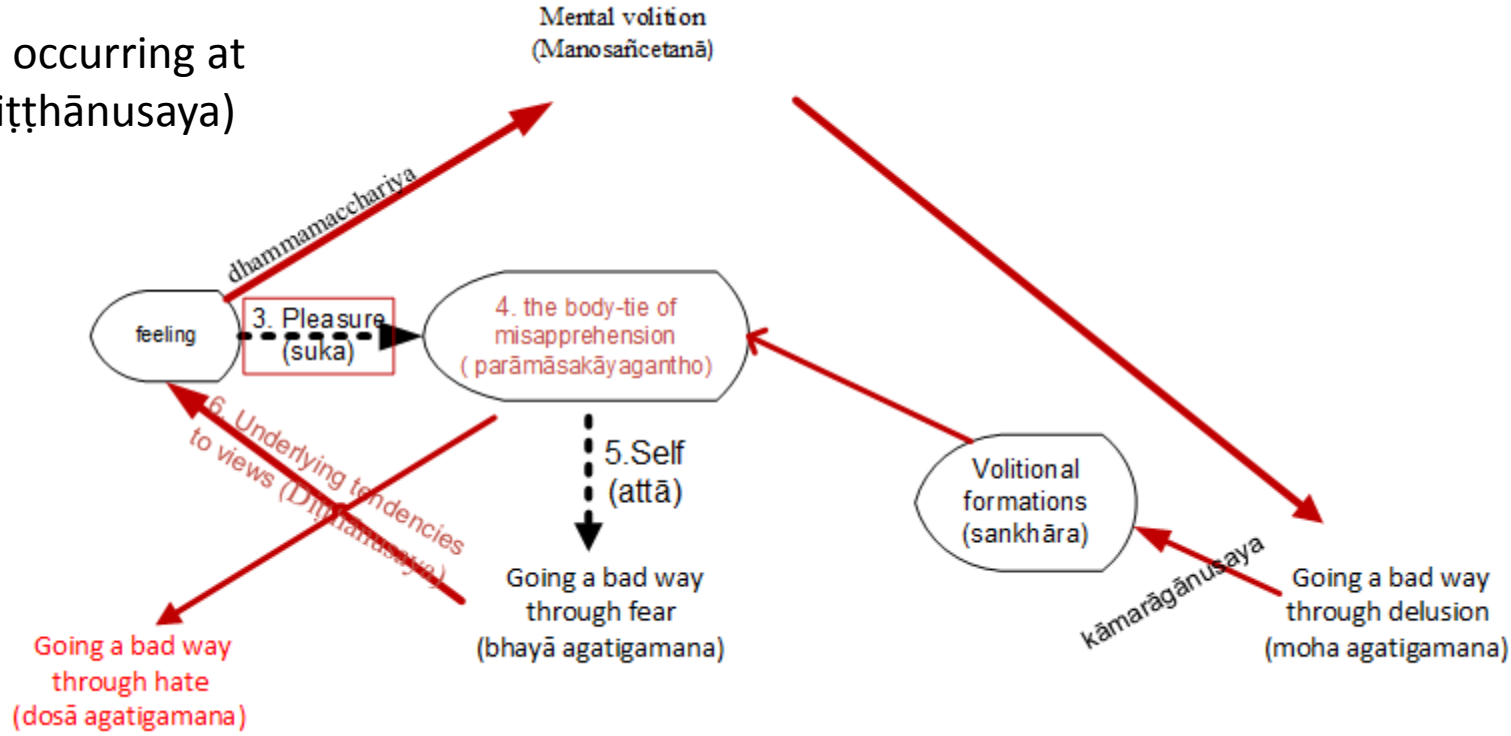 Mental volition
(Manosañcetanā)
occurring at
iṭṭhānusaya)
dhammamacchariya
feeling
3. Pleasure
(suka)
4. the body-tie of
misapprehension
( parāmāsakāyagantho)
6. Underlying tendencies
to views (Diṭṭhānusaya)
5.Self
(attā)
Volitional
formations
(sankhāra)
kāmarāgānusaya
Going a bad way
through fear
(bhayā agatigamana)
Going a bad way
through delusion
(moha agatigamana)
Going a bad way
through hate
(dosā agatigamana)